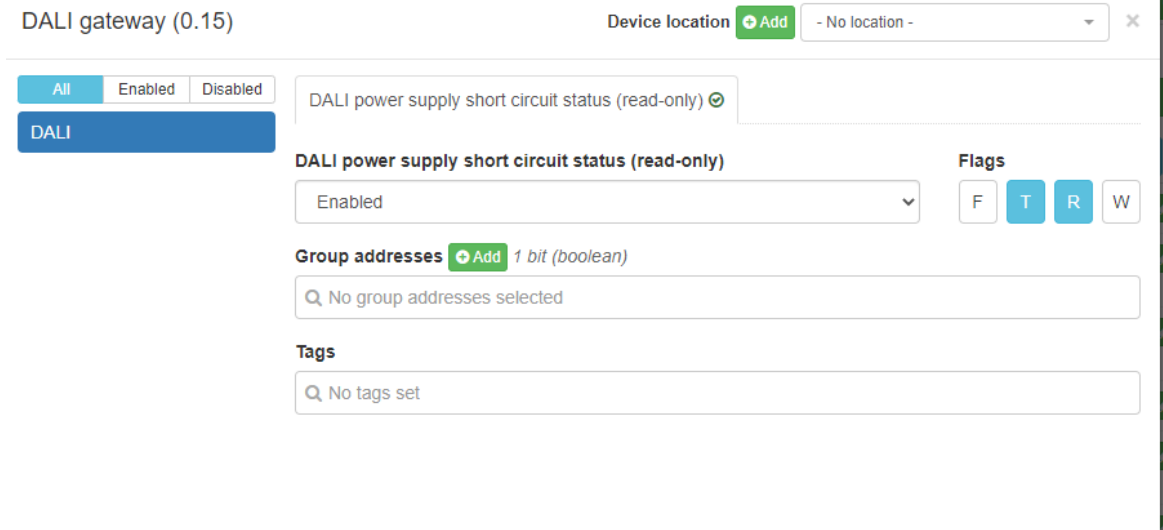 DALI gateway (0.15) Device location Add - No location - ×
All Enabled Disabled
DALI
DALI power supply short circuit status (read-only)
DALI power supply short circuit status (read-only) Flags
Enabled F T R W
Group addresses Add 1 bit (boolean)
No group addresses selected
Tags
No tags set